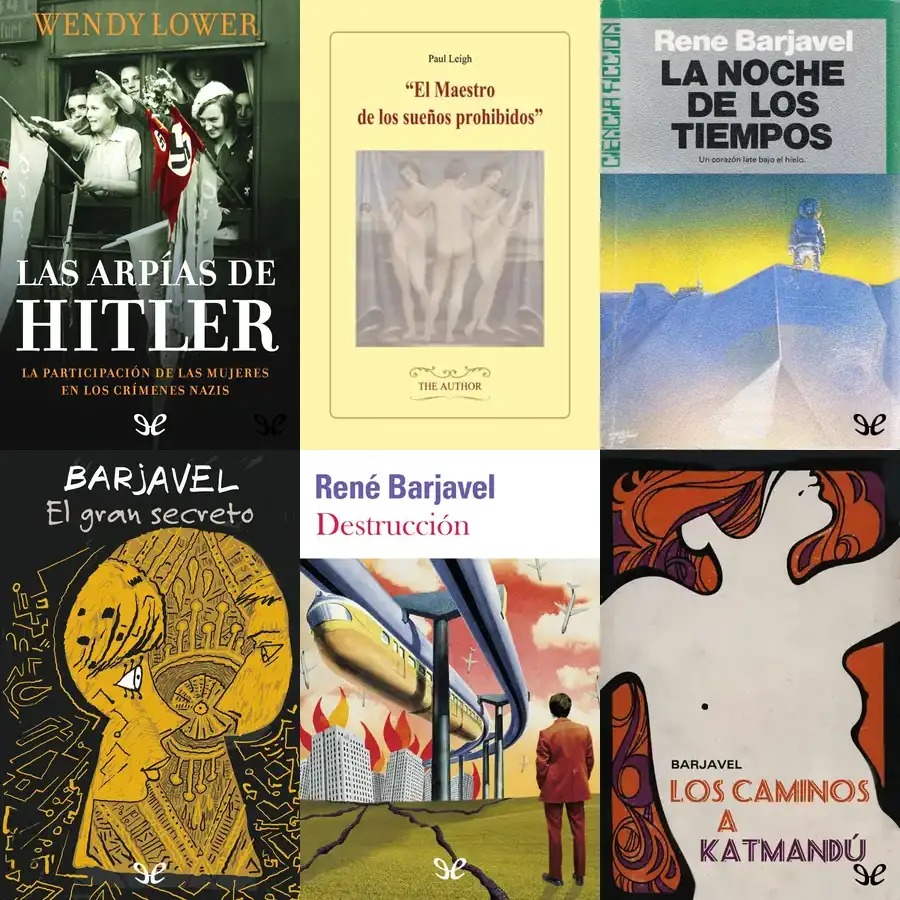 WENDY LOWER
LAS ARPÍAS DE
HITLER
LA PARTICIPACIÓN DE LAS MUJERES
EN LOS CRÍMENES NAZIS
Paul Leigh
“El Maestro
de los sueños prohibidos”
THE AUTHOR
CIENCIA FICCION
Rene Barjavel
LA NOCHE
DE LOS
TIEMPOS
Un corazón late bajo el hielo.
BARJAVEL
El gran secreto
René Barjavel
Destrucción
BARJAVEL
LOS CAMINOS
A
KATMANDÚ